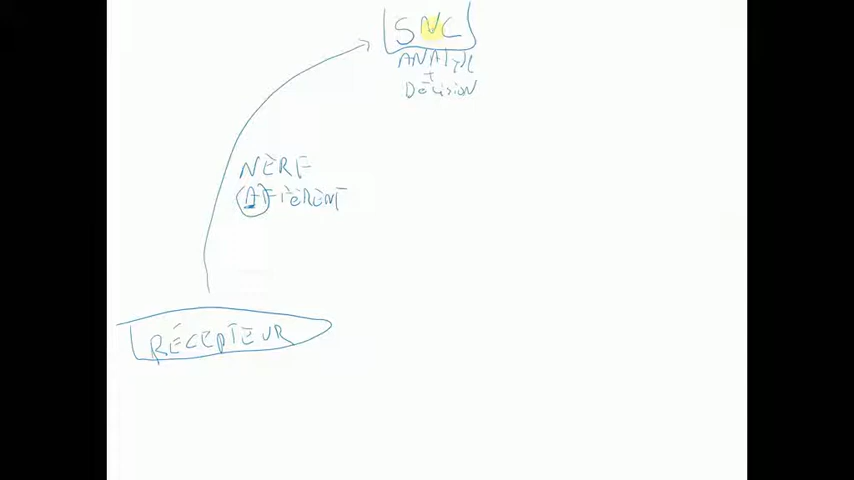 SNC
ANALYSE
+
Décision
NERF
AFFÉRENT
RÉCEPTEUR